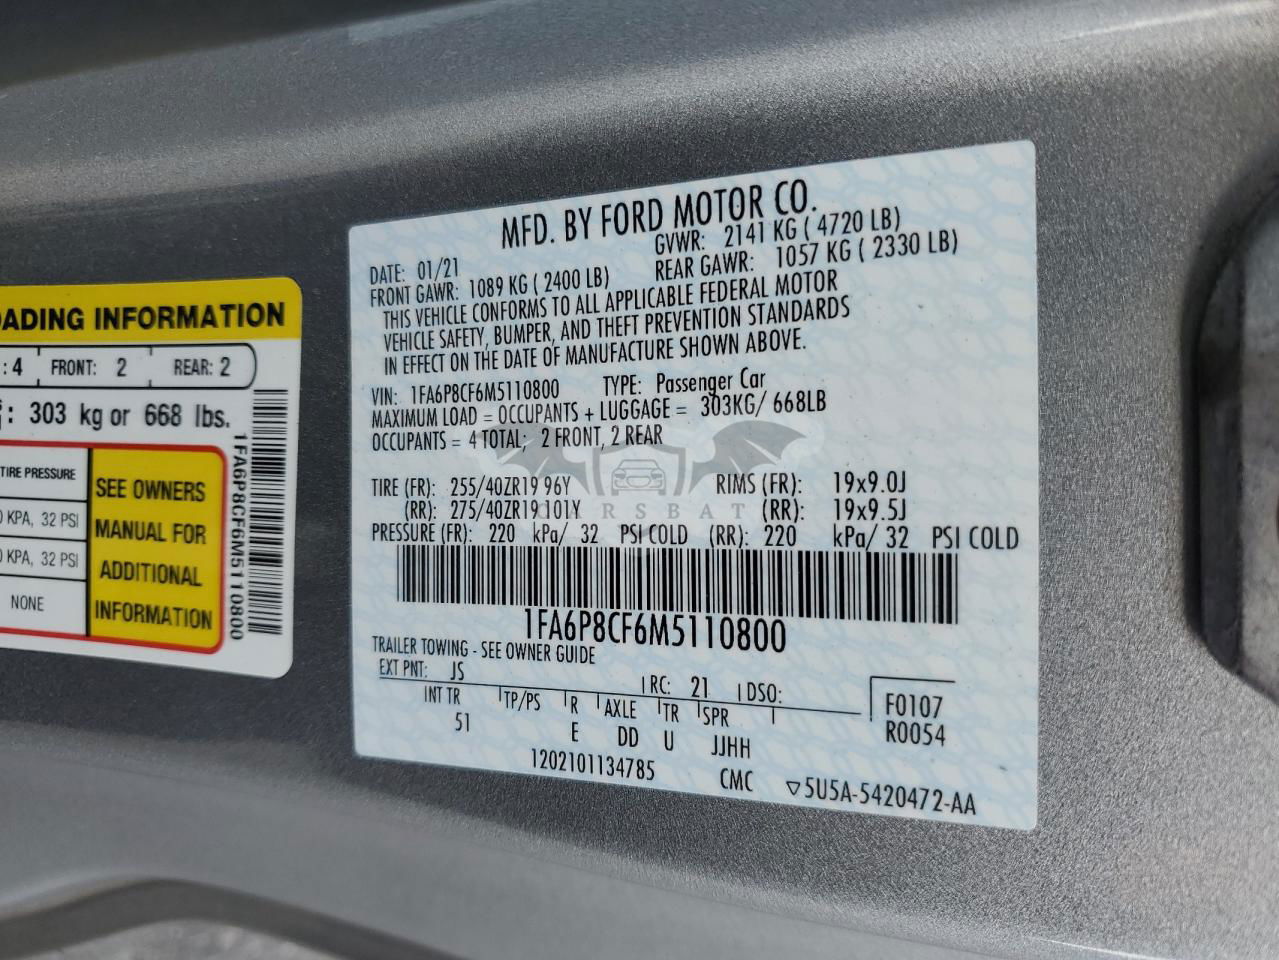 OADING INFORMATION
: 4 FRONT: 2 REAR: 2
: 303 kg or 668 lbs.
TIRE PRESSURE
0 KPA, 32 PSI
0 KPA, 32 PSI
NONE
SEE OWNERS
MANUAL FOR
ADDITIONAL
INFORMATION
1FA6P8CF6M5110800
MFD. BY FORD MOTOR CO.
DATE: 01/21 GVWR: 2141 KG ( 4720 LB)
FRONT GAWR: 1089 KG ( 2400 LB) REAR GAWR: 1057 KG ( 2330 LB)
THIS VEHICLE CONFORMS TO ALL APPLICABLE FEDERAL MOTOR
VEHICLE SAFETY, BUMPER, AND THEFT PREVENTION STANDARDS
IN EFFECT ON THE DATE OF MANUFACTURE SHOWN ABOVE.
VIN: 1FA6P8CF6M5110800 TYPE: Passenger Car
MAXIMUM LOAD = OCCUPANTS + LUGGAGE = 303KG/ 668LB
OCCUPANTS = 4 TOTAL; 2 FRONT, 2 REAR
TIRE (FR): 255/40ZR19 96Y RIMS (FR): 19x9.0J
(RR): 275/40ZR19 101Y (RR): 19x9.5J
PRESSURE (FR): 220 kPa/ 32 PSI COLD (RR): 220 kPa/ 32 PSI COLD
1FA6P8CF6M5110800
TRAILER TOWING - SEE OWNER GUIDE
EXT PNT: JS RC: 21 DSO:
INT TR TP/PS R AXLE TR SPR
51 E DD U JJHH
F0107
R0054
1202101134785 CMC ▽5U5A-5420472-AA